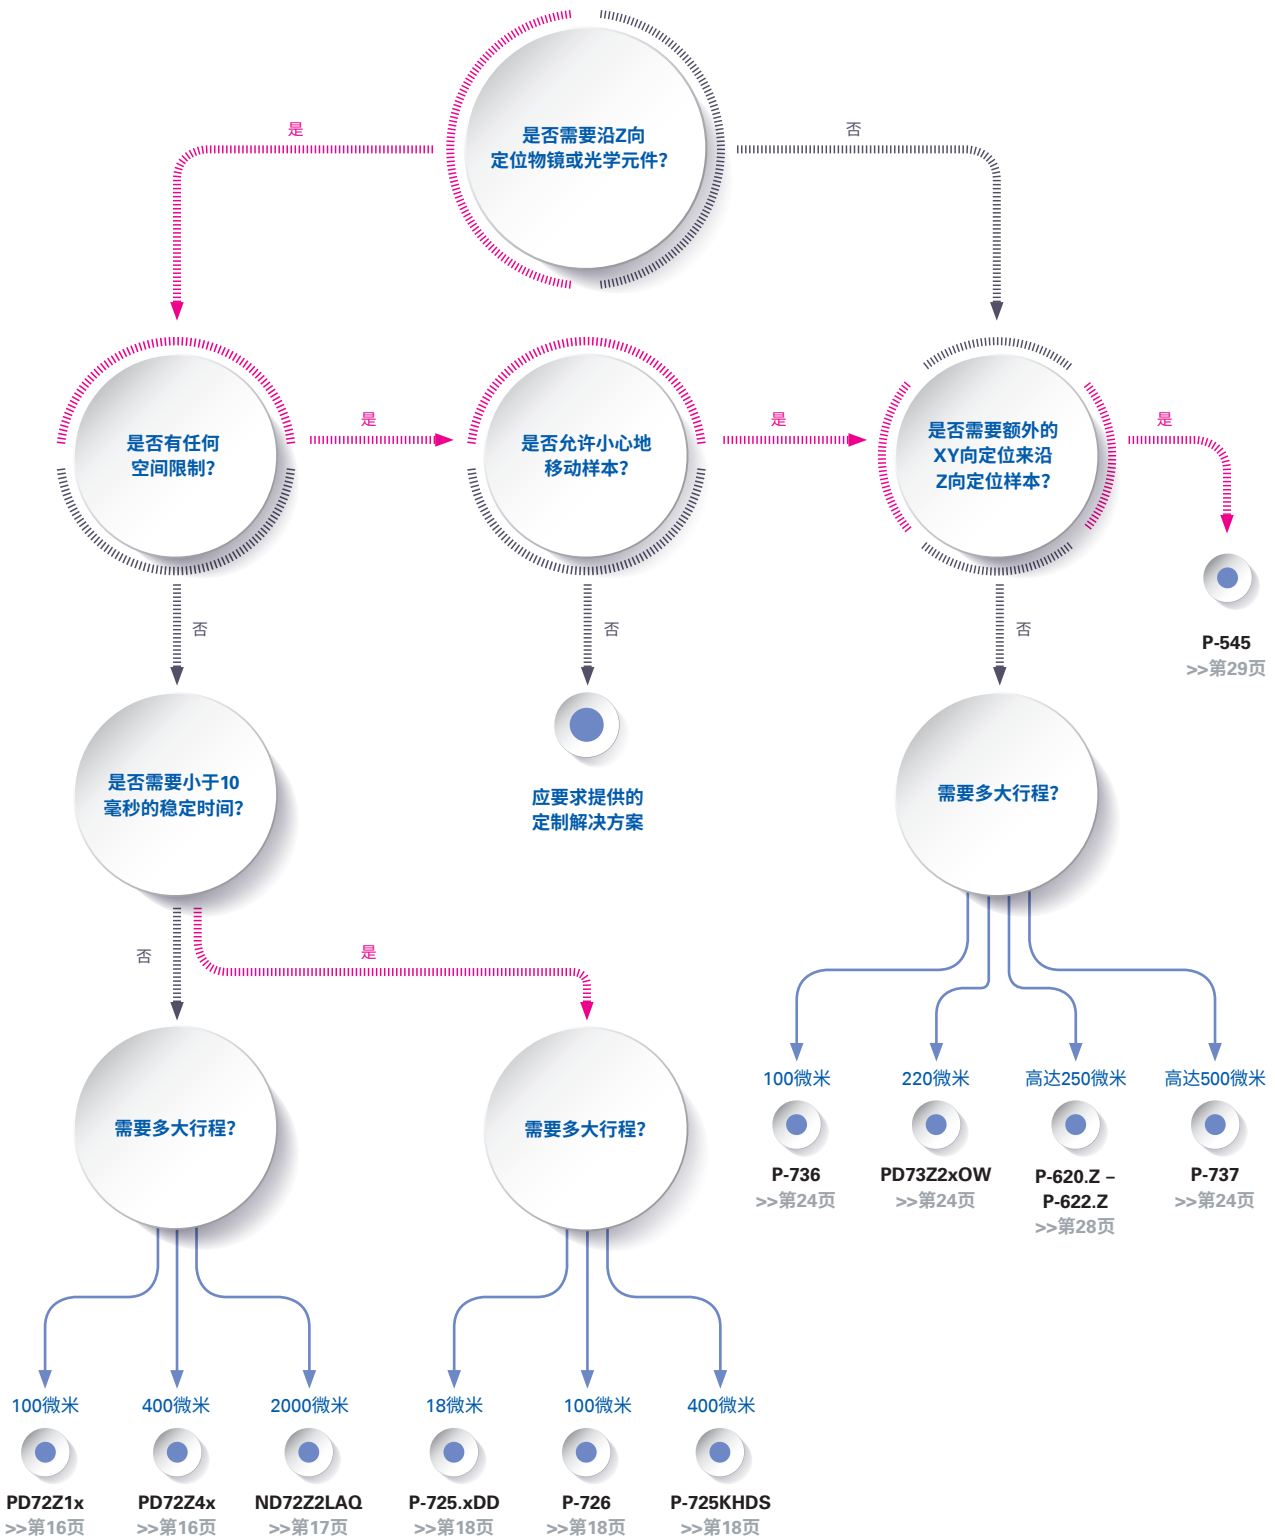 是否需要沿Z向
定位物镜或光学元件？
是
否
是否有任何
空间限制？
是
是否允许小心地
移动样本？
是
是否需要额外的
XY向定位来沿
Z向定位样本？
是
P-545
>>第29页
否
否
否
是否需要小于10
毫秒的稳定时间？
应要求提供的
定制解决方案
需要多大行程？
否
是
100微米
220微米
高达250微米
高达500微米
P-736
>>第24页
PD73Z2xOW
>>第24页
P-620.Z –
P-622.Z
>>第28页
P-737
>>第24页
需要多大行程？
需要多大行程？
100微米
400微米
2000微米
18微米
100微米
400微米
PD72Z1x
>>第16页
PD72Z4x
>>第16页
ND72Z2LAQ
>>第17页
P-725.xDD
>>第18页
P-726
>>第18页
P-725KHDS
>>第18页